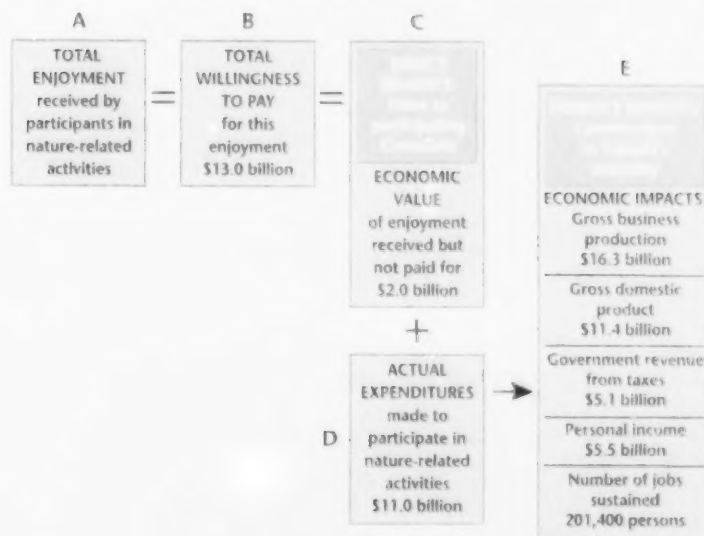 A
B
C
TOTAL
ENJOYMENT
received by
participants in
nature-related
activities
=
TOTAL
WILLINGNESS
TO PAY
for this
enjoyment
$13.0 billion
=
ECONOMIC
VALUE
of enjoyment
received but
not paid for
$2.0 billion
+
D
ACTUAL
EXPENDITURES
made to
participate in
nature-related
activities
$11.0 billion
E
ECONOMIC IMPACTS
Gross business
production
$16.3 billion
Gross domestic
product
$11.4 billion
Government revenue
from taxes
$5.1 billion
Personal income
$5.5 billion
Number of jobs
sustained
201,400 persons